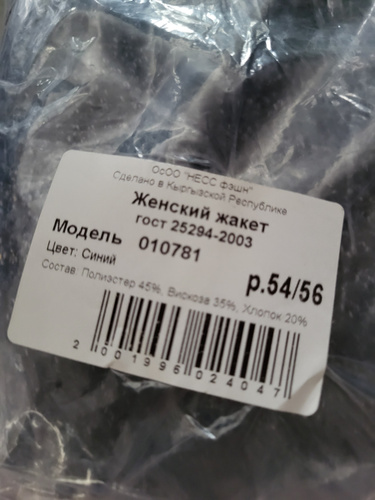 ОсОО "НЕСС фэшн"
Сделано в Кыргызской Республике
Женский жакет
гост 25294-2003
Модель 010781
Цвет: Синий
р.54/56
Состав: Полиэстер 45%, Вискоза 35%, Хлопок 20%
2 001996 024047